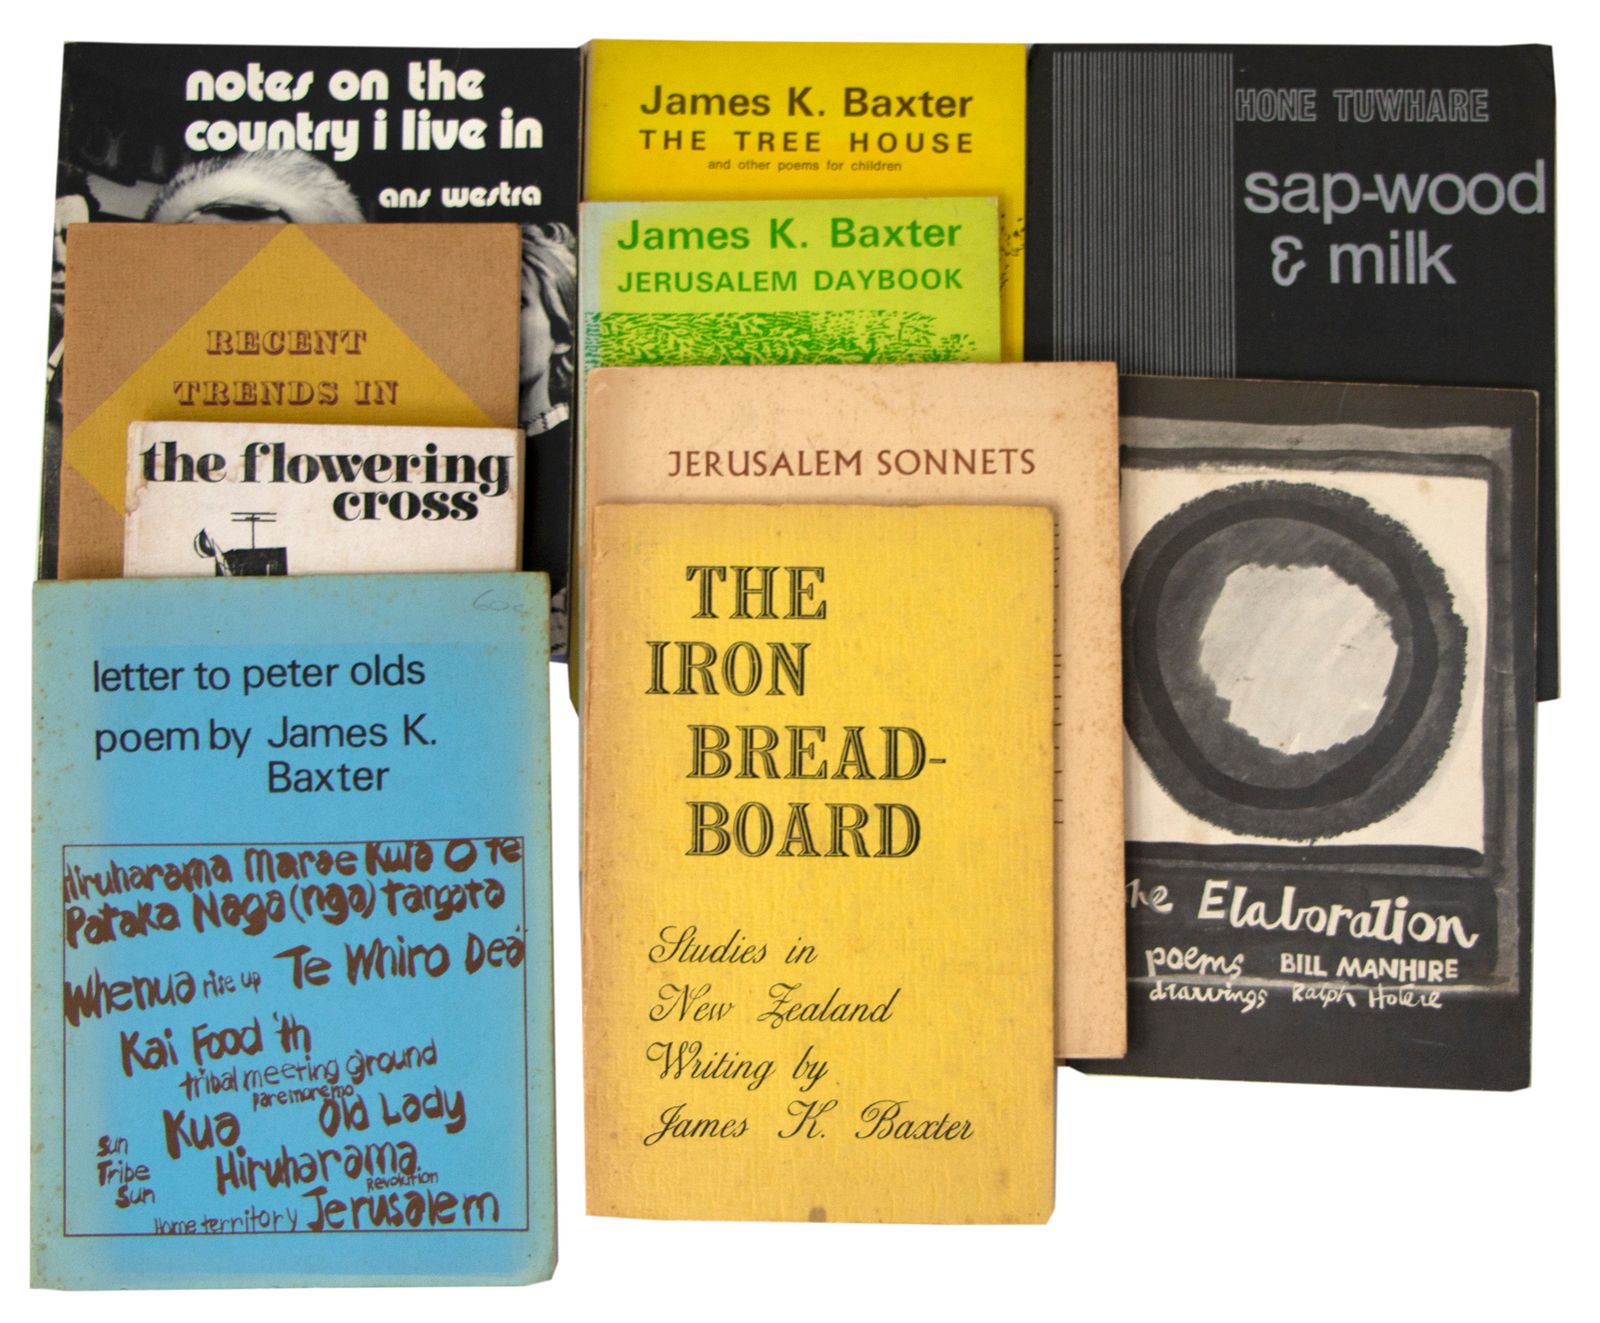 notes on the
country i live in
ans westra
James K. Baxter
THE TREE HOUSE
and other poems for children
HONE TUWHARE
sap-wood
& milk
James K. Baxter
JERUSALEM DAYBOOK
RECENT
TRENDS IN
the flowering
cross
JERUSALEM SONNETS
THE
IRON
BREAD-
BOARD
Studies in
New Zealand
Writing by
James K. Baxter
60c
letter to peter olds
poem by James K.
Baxter
Hiruharama Marae Kuia O Te
Pataka Naga (nga) tangata
Whenua rise up Te Whiro Dea
Kai Food 'th
tribal meeting ground
paremoremo
Kua Old Lady
Sun
Tribe
Sun
Hiruharama
Revolution
Home territory Jerusalem
he Elaboration
poems BILL MANHIRE
drawings Ralph Hotere